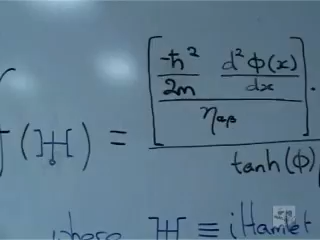 -ħ² d²Φ(x)
2m dx
ηαβ
( ) =
tanh(Φ)
where ≡ iHamlet